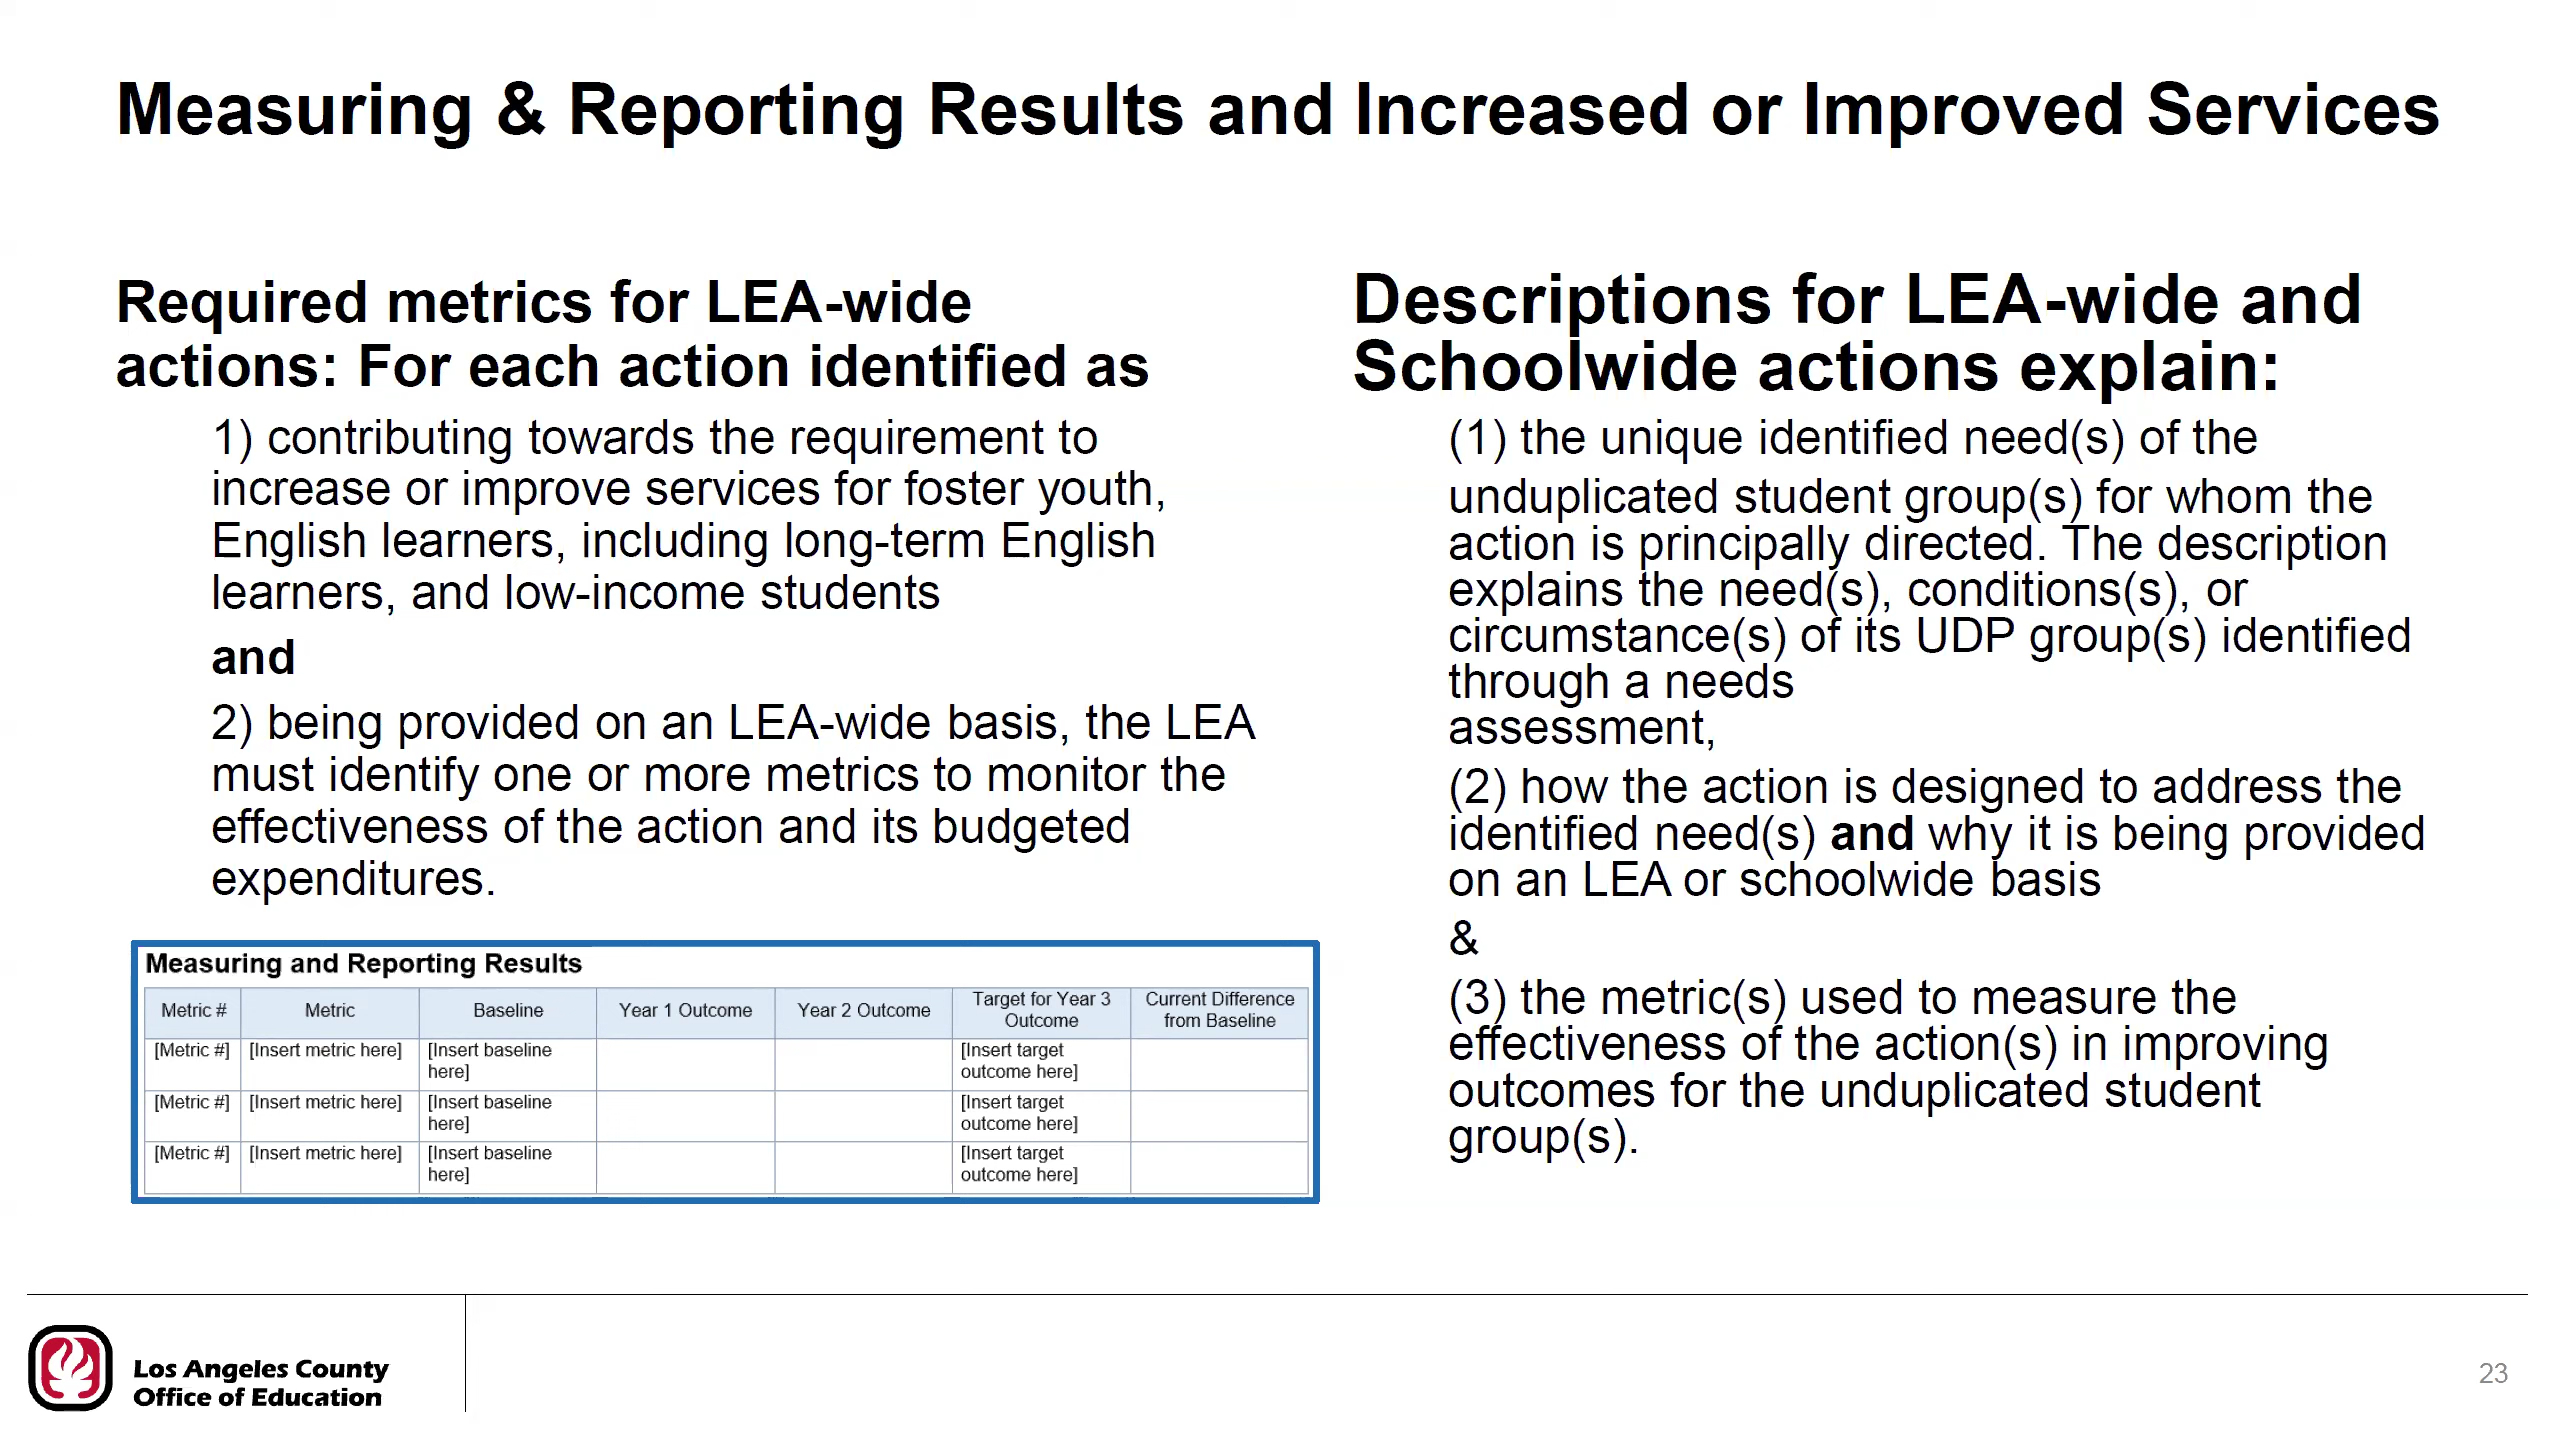 Measuring & Reporting Results and Increased or Improved Services
Required metrics for LEA-wide
actions: For each action identified as
1) contributing towards the requirement to
increase or improve services for foster youth,
English learners, including long-term English
learners, and low-income students
and
2) being provided on an LEA-wide basis, the LEA
must identify one or more metrics to monitor the
effectiveness of the action and its budgeted
expenditures.
Measuring and Reporting Results
Metric # Metric Baseline Year 1 Outcome Year 2 Outcome Target for Year 3 Outcome Current Difference from Baseline
[Metric #] [Insert metric here] [Insert baseline here] [Insert target outcome here]
[Metric #] [Insert metric here] [Insert baseline here] [Insert target outcome here]
[Metric #] [Insert metric here] [Insert baseline here] [Insert target outcome here]
Descriptions for LEA-wide and
Schoolwide actions explain:
(1) the unique identified need(s) of the
unduplicated student group(s) for whom the
action is principally directed. The description
explains the need(s), conditions(s), or
circumstance(s) of its UDP group(s) identified
through a needs
assessment,
(2) how the action is designed to address the
identified need(s) and why it is being provided
on an LEA or schoolwide basis
&
(3) the metric(s) used to measure the
effectiveness of the action(s) in improving
outcomes for the unduplicated student
group(s).
Los Angeles County
Office of Education
23